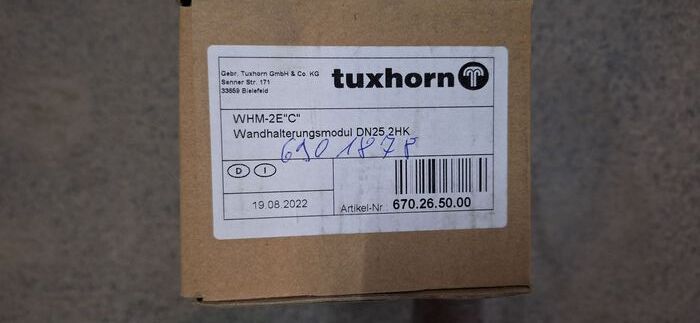 Gebr. Tuxhorn GmbH & Co. KG
Senner Str. 171
33659 Bielefeld
tuxhorn
WHM-2E"C"
Wandhalterungsmodul DN25 2HK
6901878
D I
19.08.2022
Artikel-Nr 670.26.50.00